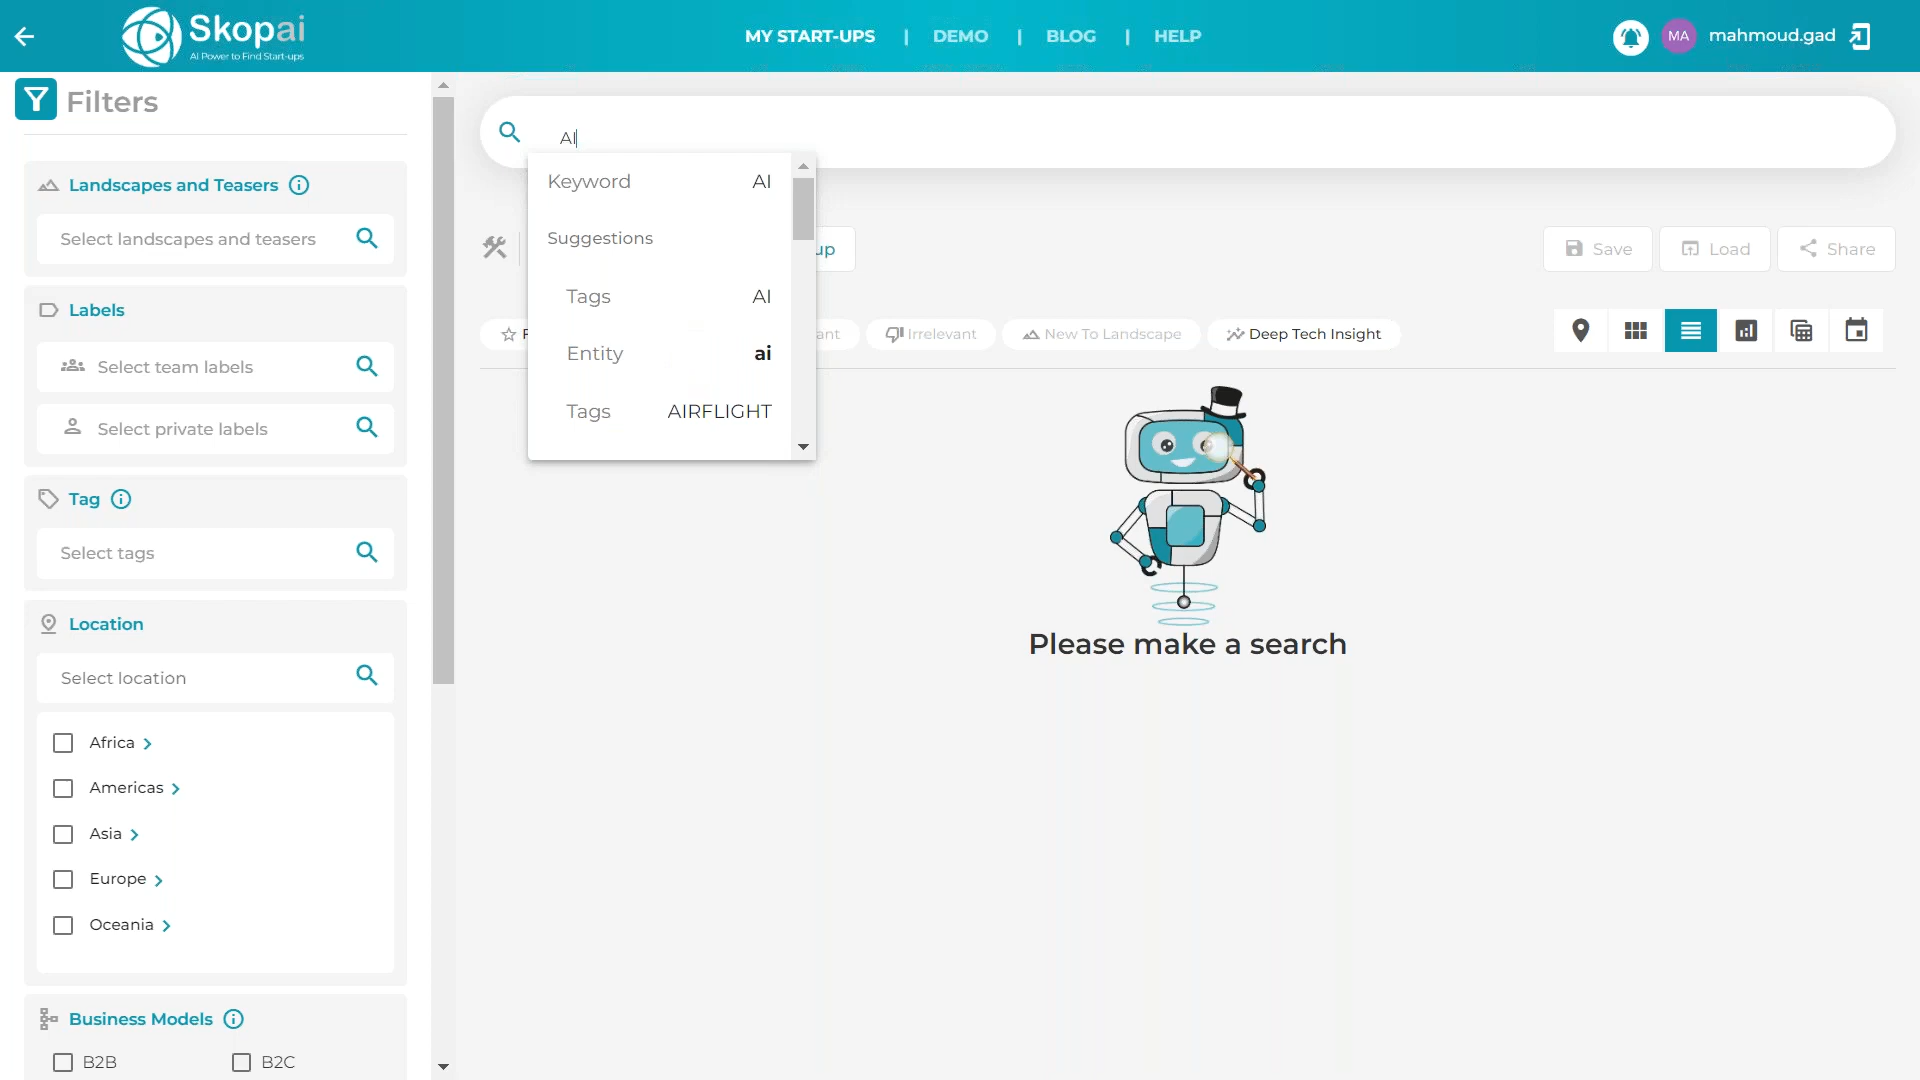 Skopai
AI Power to Find Start-ups
MY START-UPS | DEMO | BLOG | HELP
MA mahmoud.gad
Filters
Landscapes and Teasers
Select landscapes and teasers
Labels
Select team labels
Select private labels
Tag
Select tags
Location
Select location
Africa
Americas
Asia
Europe
Oceania
Business Models
B2B B2C
AI
Keyword AI
Suggestions
Tags AI
Entity ai
Tags AIRFLIGHT
up
Save Load Share
Irrelevant New To Landscape Deep Tech Insight
Please make a search